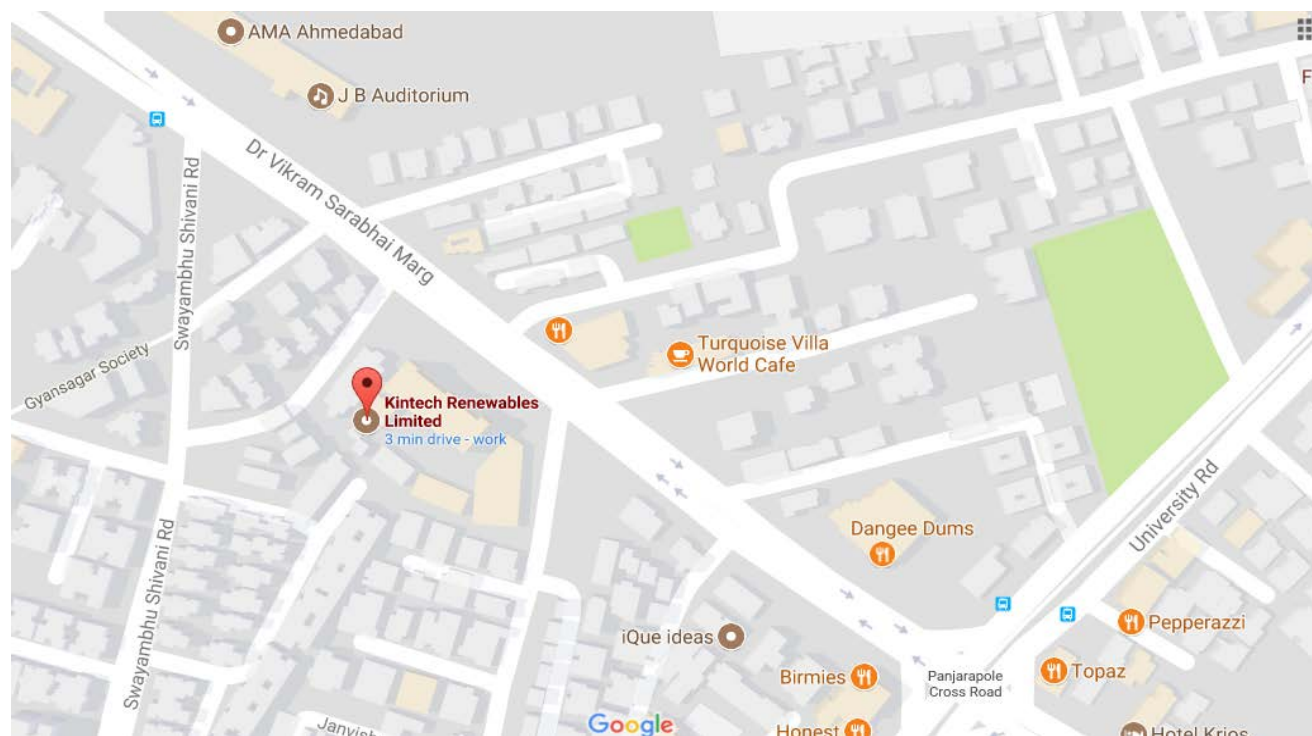 AMA Ahmedabad
J B Auditorium
F
Dr Vikram Sarabhai Marg
Swayambhu Shivani Rd
Gyansagar Society
Turquoise Villa
World Cafe
Kintech Renewables
Limited
3 min drive - work
University Rd
Dangee Dums
Swayambhu Shivani Rd
iQue ideas
Pepperazzi
Birmies
Panjarapole
Cross Road
Topaz
Janvish
Google
Honest
Hotel Krios